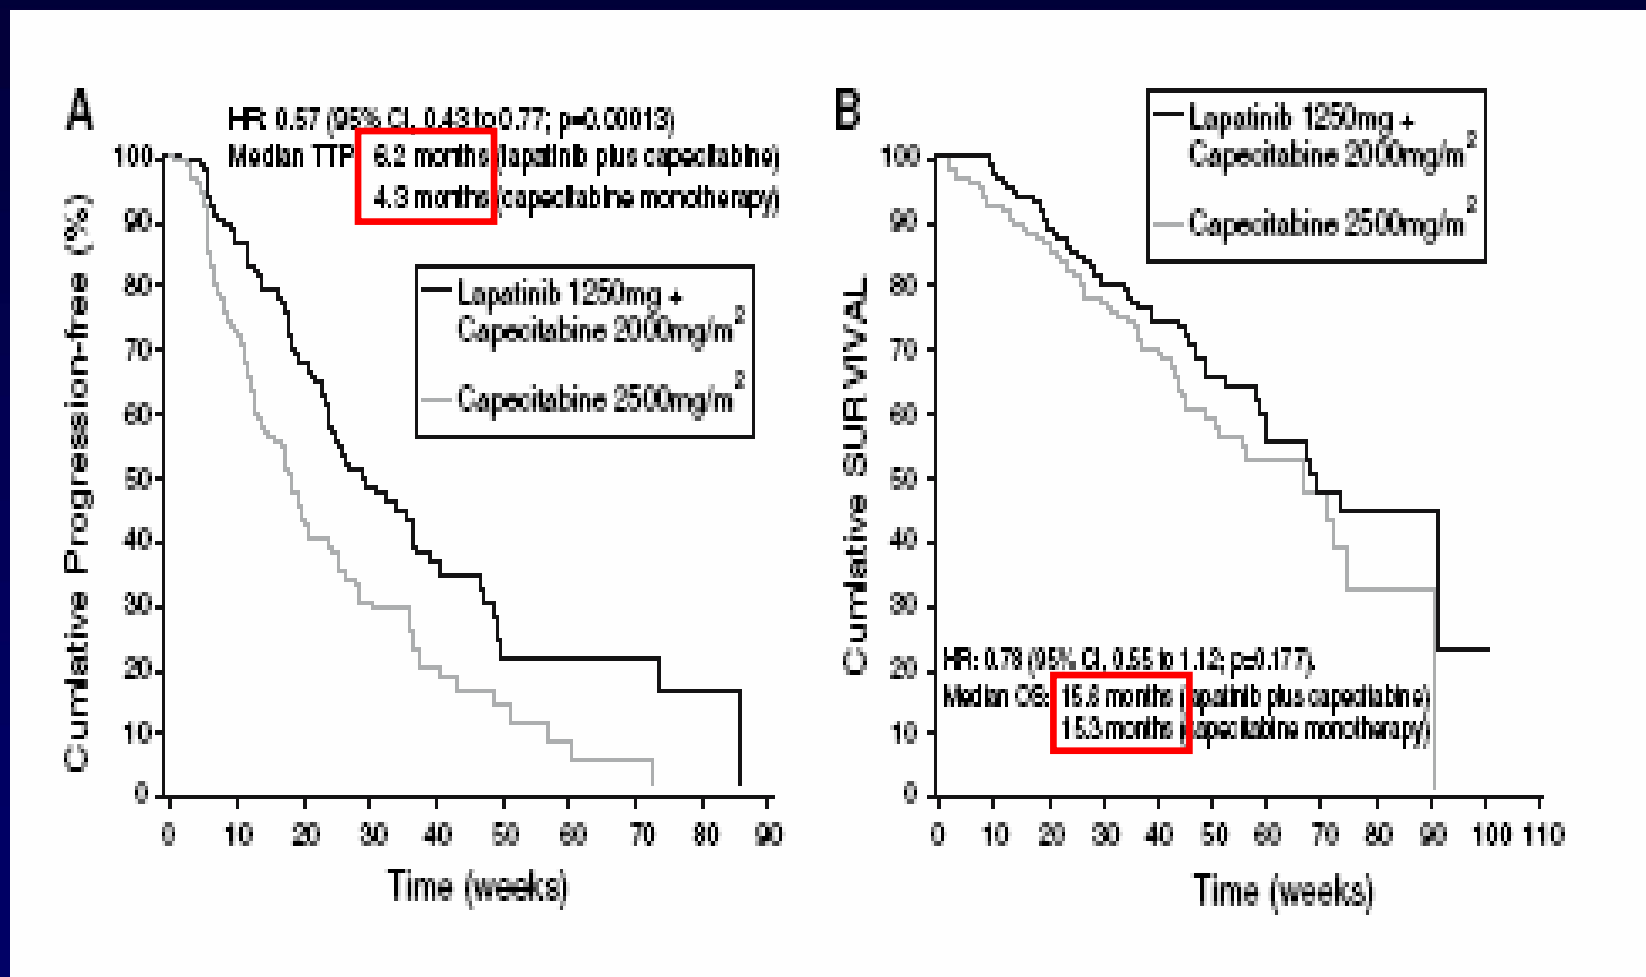 A
HR: 0.57 (95% CI, 0.43 to 0.77; p=0.00013)
Median TTP: 6.2 months (lapatinib plus capecitabine)
4.3 months (capecitabine monotherapy)
Lapatinib 1250mg +
Capecitabine 2000mg/m²
Capecitabine 2500mg/m²
Cumlative Progression-free (%)
100
90
80
70
60
50
40
30
20
10
0
0 10 20 30 40 50 60 70 80 90
Time (weeks)
B
Lapatinib 1250mg +
Capecitabine 2000mg/m²
Capecitabine 2500mg/m²
Cumlative SURVIVAL
100
90
80
70
60
50
40
30
20
10
0
HR: 0.78 (95% CI, 0.55 to 1.12; p=0.177).
Median OS: 15.6 months (lapatinib plus capecitabine)
15.3 months (capecitabine monotherapy)
0 10 20 30 40 50 60 70 80 90 100 110
Time (weeks)